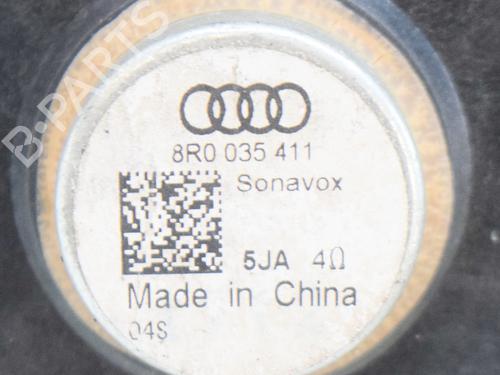 B-PARTS
8R0 035 411
Sonavox
5JA 4Ω
Made in China
04S